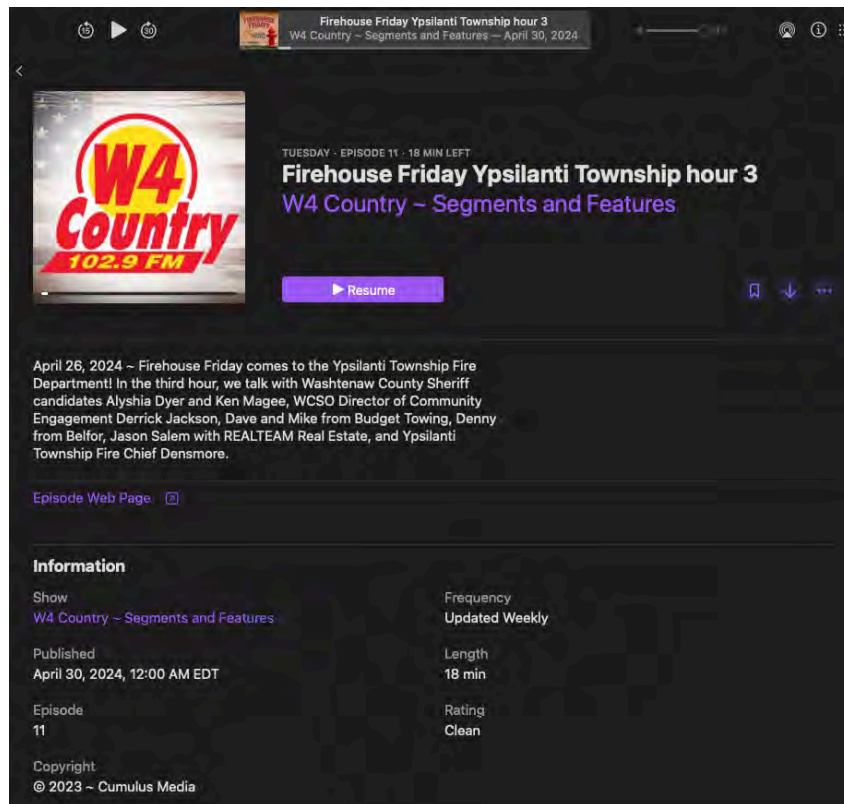 15
30
Firehouse Friday Ypsilanti Township hour 3
W4 Country ~ Segments and Features — April 30, 2024
W4
Country
102.9 FM
TUESDAY · EPISODE 11 · 18 MIN LEFT
Firehouse Friday Ypsilanti Township hour 3
W4 Country ~ Segments and Features
Resume
April 26, 2024 ~ Firehouse Friday comes to the Ypsilanti Township Fire
Department! In the third hour, we talk with Washtenaw County Sheriff
candidates Alyshia Dyer and Ken Magee, WCSO Director of Community
Engagement Derrick Jackson, Dave and Mike from Budget Towing, Denny
from Belfor, Jason Salem with REALTEAM Real Estate, and Ypsilanti
Township Fire Chief Densmore.
Episode Web Page
Information
Show
W4 Country ~ Segments and Features
Frequency
Updated Weekly
Published
April 30, 2024, 12:00 AM EDT
Length
18 min
Episode
11
Rating
Clean
Copyright
© 2023 ~ Cumulus Media